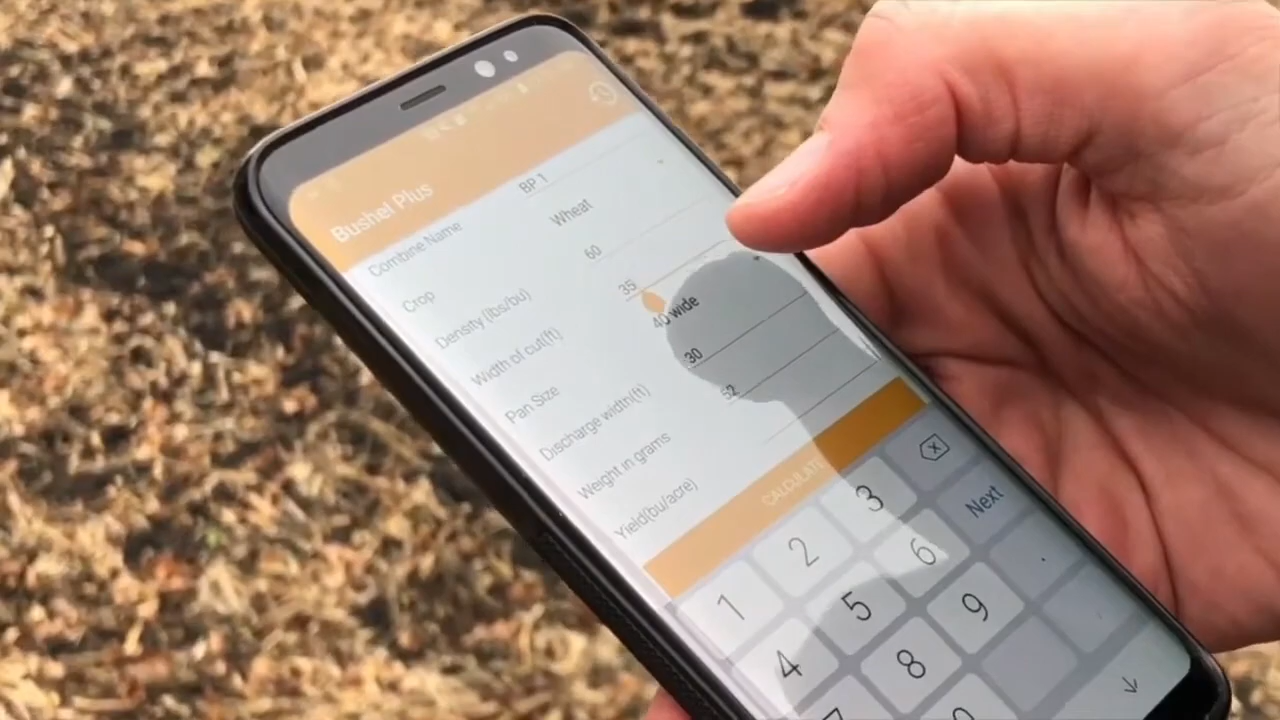 Bushel Plus
Combine Name BP 1
Crop Wheat
Density (lbs/bu) 60
Width of cut(ft) 35
Pan Size 40 wide
Discharge width(ft) 30
Weight in grams 52
Yield(bu/acre)
CALCULATE
1 2 3
4 5 6 Next
7 8 9 .
0